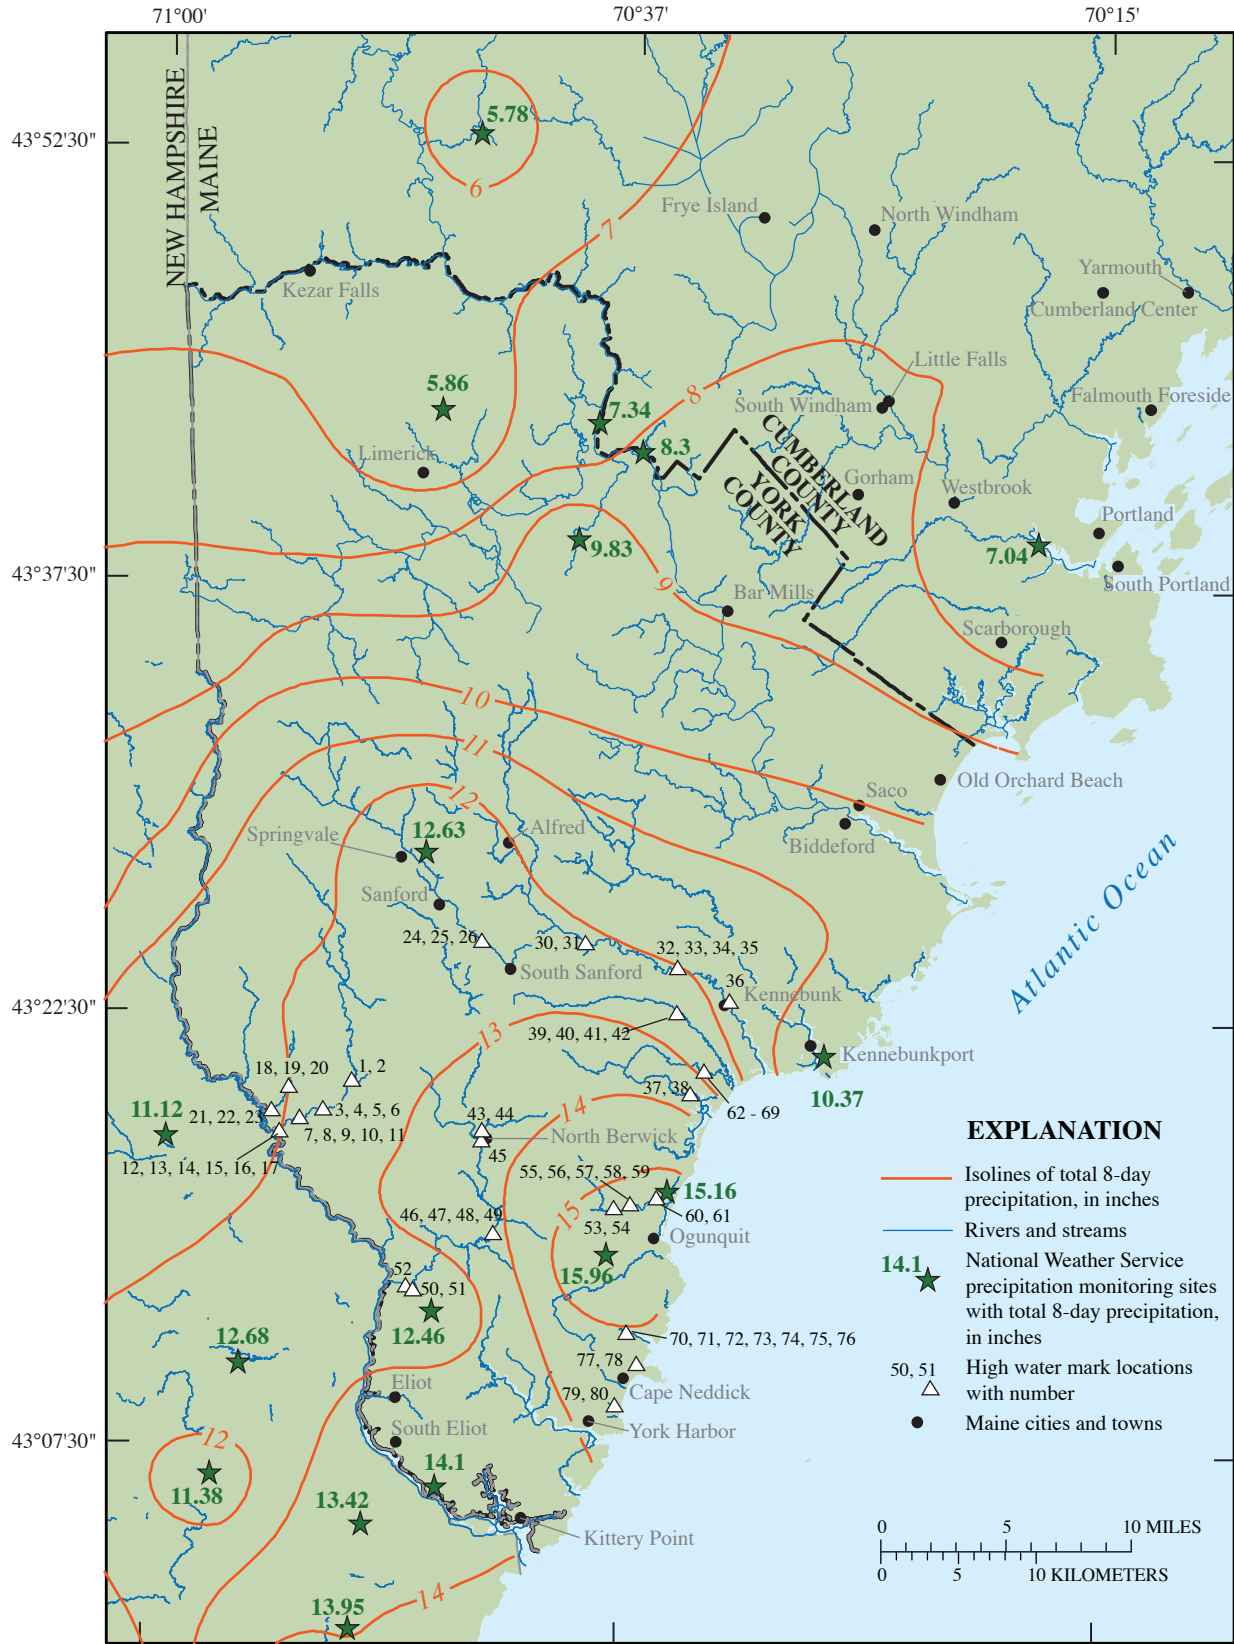 71°00'
70°37'
70°15'
43°52'30"
43°37'30"
43°22'30"
43°07'30"
NEW HAMPSHIRE
MAINE
5.78
6
7
Frye Island
North Windham
Yarmouth
Kezar Falls
Cumberland Center
Little Falls
5.86
8
Falmouth Foreside
7.34
South Windham
8.3
CUMBERLAND
COUNTY
YORK
COUNTY
Limerick
Gorham
Westbrook
Portland
9.83
7.04
9
South Portland
Bar Mills
Scarborough
10
11
Old Orchard Beach
12
Saco
12.63
Alfred
Springvale
Biddeford
Atlantic Ocean
Sanford
24, 25, 26
30, 31
32, 33, 34, 35
South Sanford
36
Kennebunk
13
39, 40, 41, 42
Kennebunkport
18, 19, 20
1, 2
37, 38
10.37
62 - 69
11.12
21, 22, 23
3, 4, 5, 6
14
43, 44
7, 8, 9, 10, 11
North Berwick
45
12, 13, 14, 15, 16, 17
55, 56, 57, 58, 59
15.16
46, 47, 48, 49
15
60, 61
53, 54
Ogunquit
52
50, 51
15.96
12.46
12.68
70, 71, 72, 73, 74, 75, 76
77, 78
Eliot
Cape Neddick
79, 80
South Eliot
York Harbor
12
11.38
14.1
13.42
Kittery Point
14
13.95
EXPLANATION
Isolines of total 8-day
precipitation, in inches
Rivers and streams
14.1
National Weather Service
precipitation monitoring sites
with total 8-day precipitation,
in inches
50, 51
High water mark locations
with number
Maine cities and towns
0 5 10 MILES
0 5 10 KILOMETERS